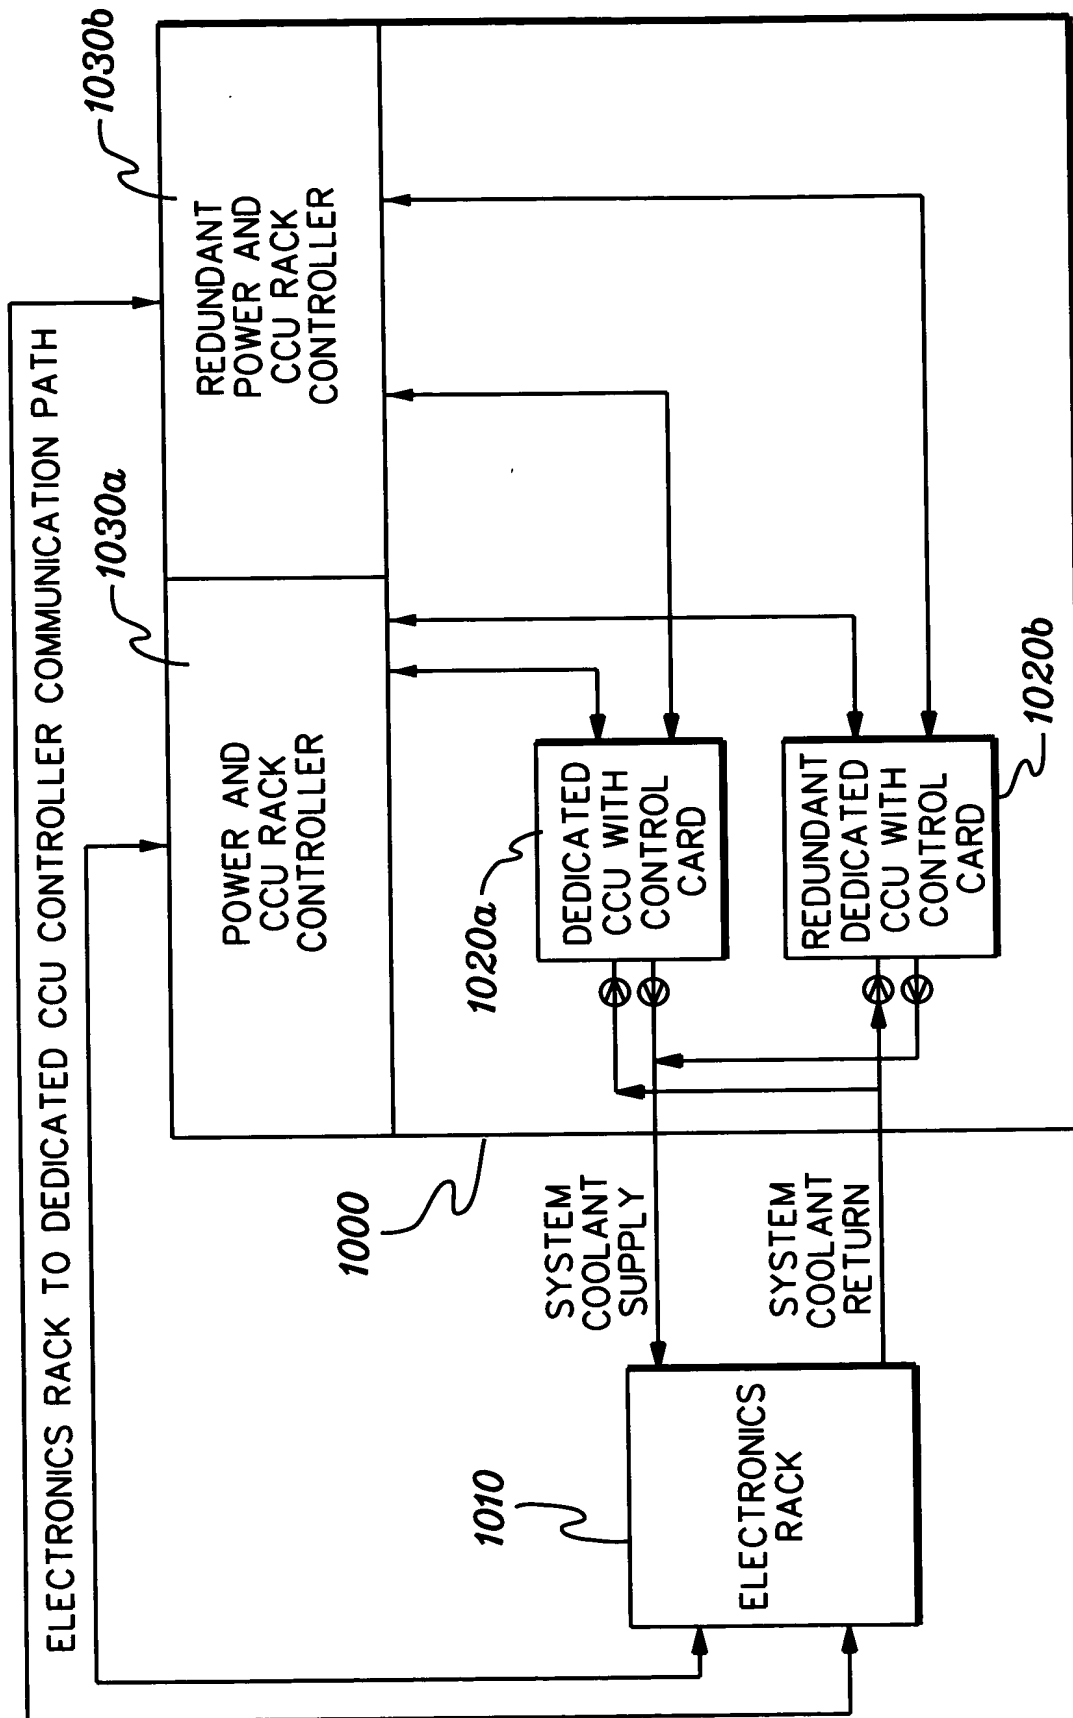 ELECTRONICS RACK TO DEDICATED CCU CONTROLLER COMMUNICATION PATH
1030a
1030b
POWER AND
CCU RACK
CONTROLLER
REDUNDANT
POWER AND
CCU RACK
CONTROLLER
1000
1020a
DEDICATED
CCU WITH
CONTROL
CARD
SYSTEM
COOLANT
SUPPLY
1010
ELECTRONICS
RACK
SYSTEM
COOLANT
RETURN
REDUNDANT
DEDICATED
CCU WITH
CONTROL
CARD
1020b